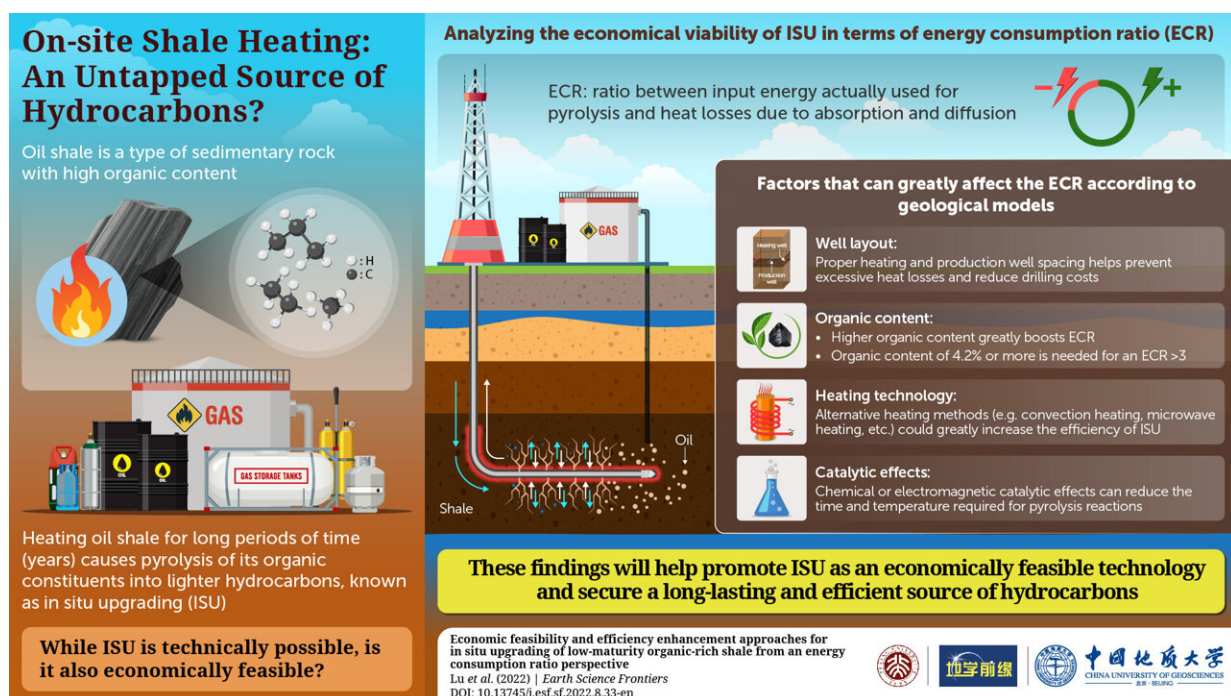 On-site Shale Heating:
An Untapped Source of
Hydrocarbons?
Oil shale is a type of sedimentary rock
with high organic content
: H
: C
GAS
OIL
OIL
GAS STORAGE TANKS
Heating oil shale for long periods of time
(years) causes pyrolysis of its organic
constituents into lighter hydrocarbons, known
as in situ upgrading (ISU)
While ISU is technically possible, is
it also economically feasible?
Analyzing the economical viability of ISU in terms of energy consumption ratio (ECR)
ECR: ratio between input energy actually used for
pyrolysis and heat losses due to absorption and diffusion
− +
GAS
Oil
Shale
Factors that can greatly affect the ECR according to
geological models
Heating well
Production
well
Well layout:
Proper heating and production well spacing helps prevent
excessive heat losses and reduce drilling costs
Organic content:
• Higher organic content greatly boosts ECR
• Organic content of 4.2% or more is needed for an ECR >3
Heating technology:
Alternative heating methods (e.g. convection heating, microwave
heating, etc.) could greatly increase the efficiency of ISU
Catalytic effects:
Chemical or electromagnetic catalytic effects can reduce the
time and temperature required for pyrolysis reactions
These findings will help promote ISU as an economically feasible technology
and secure a long-lasting and efficient source of hydrocarbons
Economic feasibility and efficiency enhancement approaches for
in situ upgrading of low-maturity organic-rich shale from an energy
consumption ratio perspective
Lu et al. (2022) | Earth Science Frontiers
DOI: 10.13745/j.esf.sf.2022.8.33-en
地学前缘
中国地质大学
CHINA UNIVERSITY OF GEOSCIENCES
北京 · BEIJING